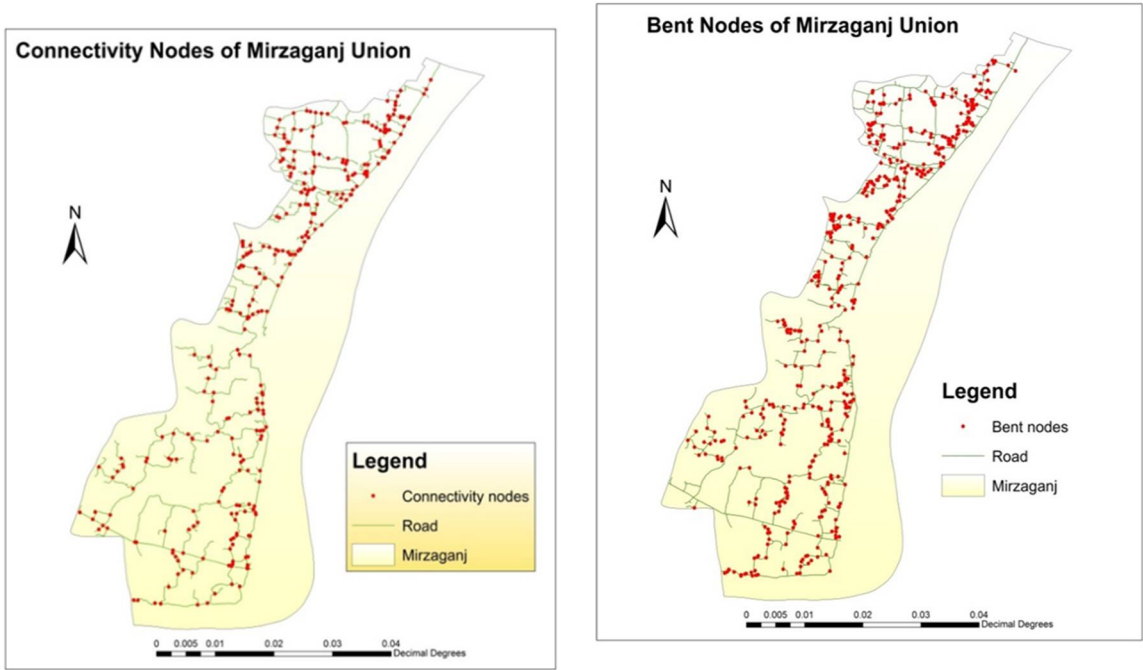 Connectivity Nodes of Mirzaganj Union
N
Legend
Connectivity nodes
Road
Mirzaganj
0 0.005 0.01 0.02 0.03 0.04
Decimal Degrees
Bent Nodes of Mirzaganj Union
N
Legend
Bent nodes
Road
Mirzaganj
0 0.005 0.01 0.02 0.03 0.04
Decimal Degrees